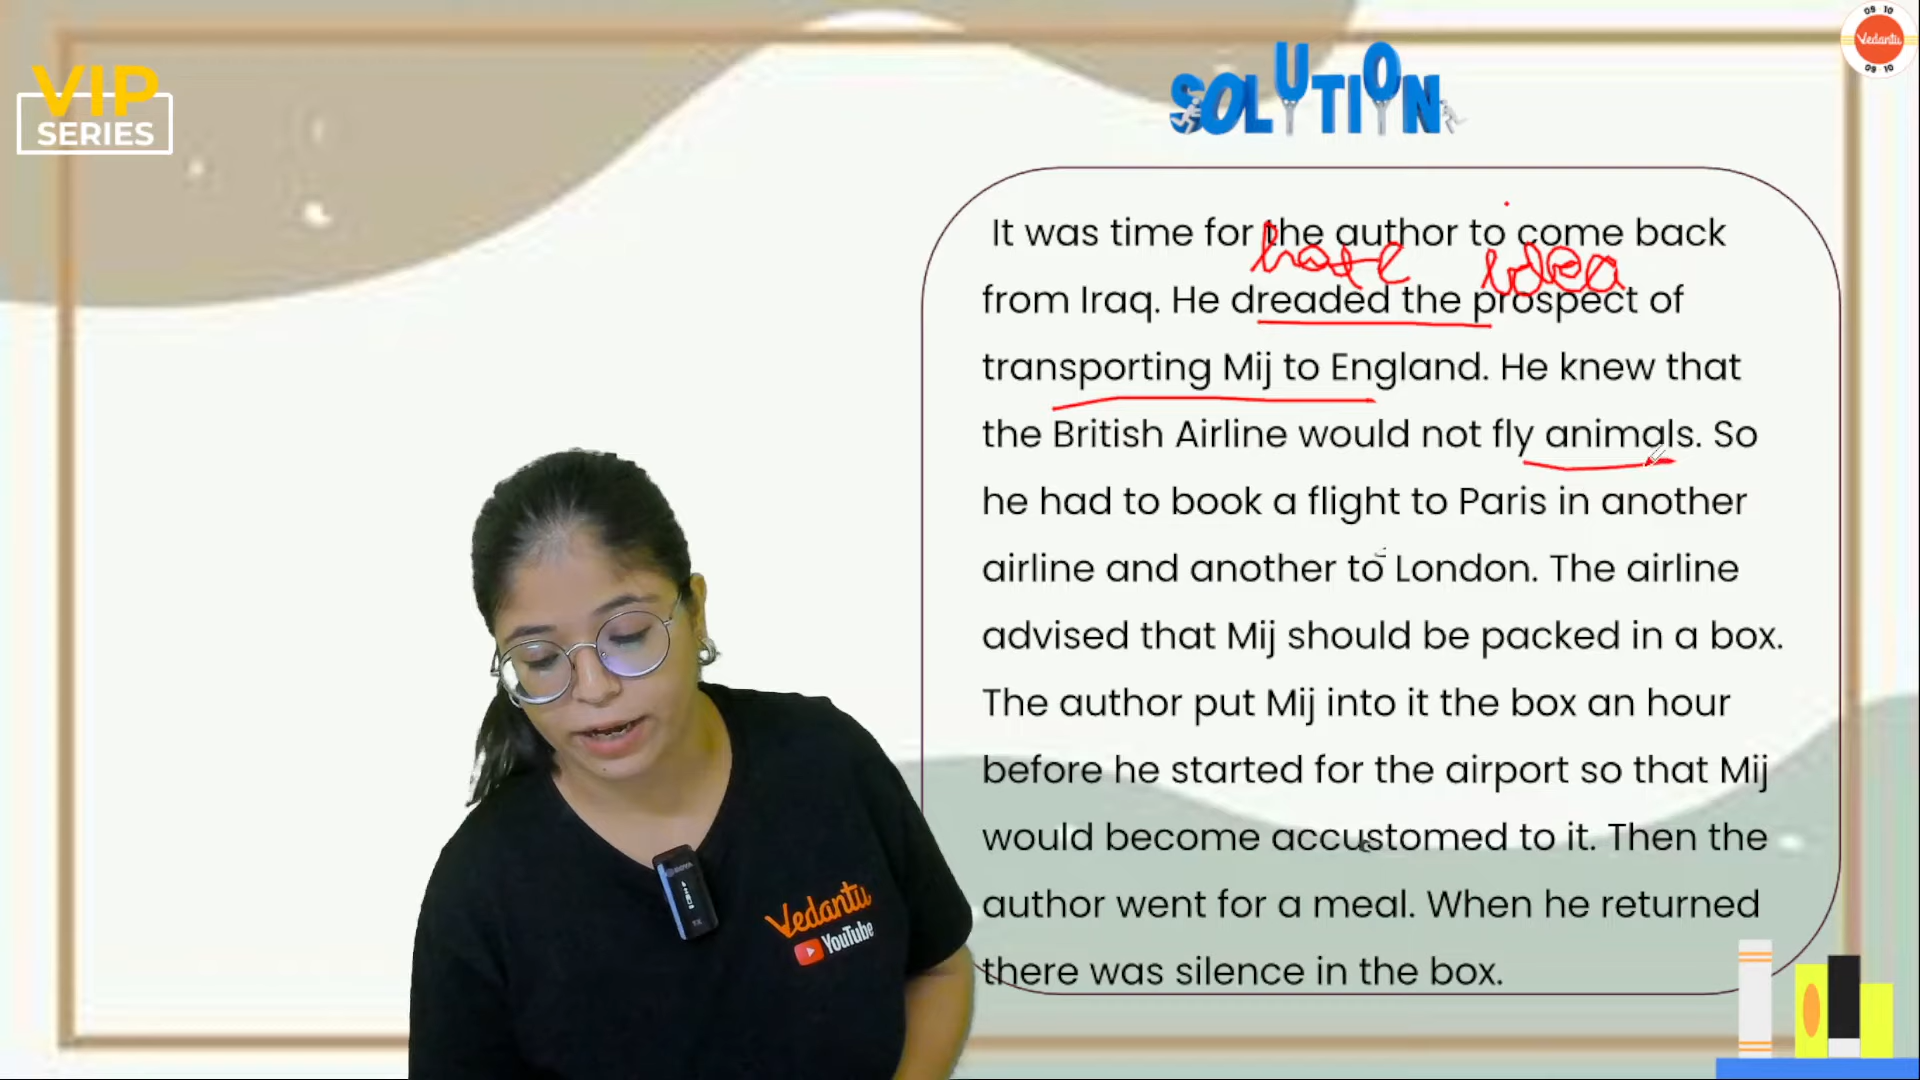 09 10
Vedantu
09 10
VIP
SERIES
SOLUTION
It was time for the author to come back
hate idea
from Iraq. He dreaded the prospect of
transporting Mij to England. He knew that
the British Airline would not fly animals. So
he had to book a flight to Paris in another
airline and another to London. The airline
advised that Mij should be packed in a box.
The author put Mij into it the box an hour
before he started for the airport so that Mij
would become accustomed to it. Then the
author went for a meal. When he returned
there was silence in the box.
Vedantu
YouTube